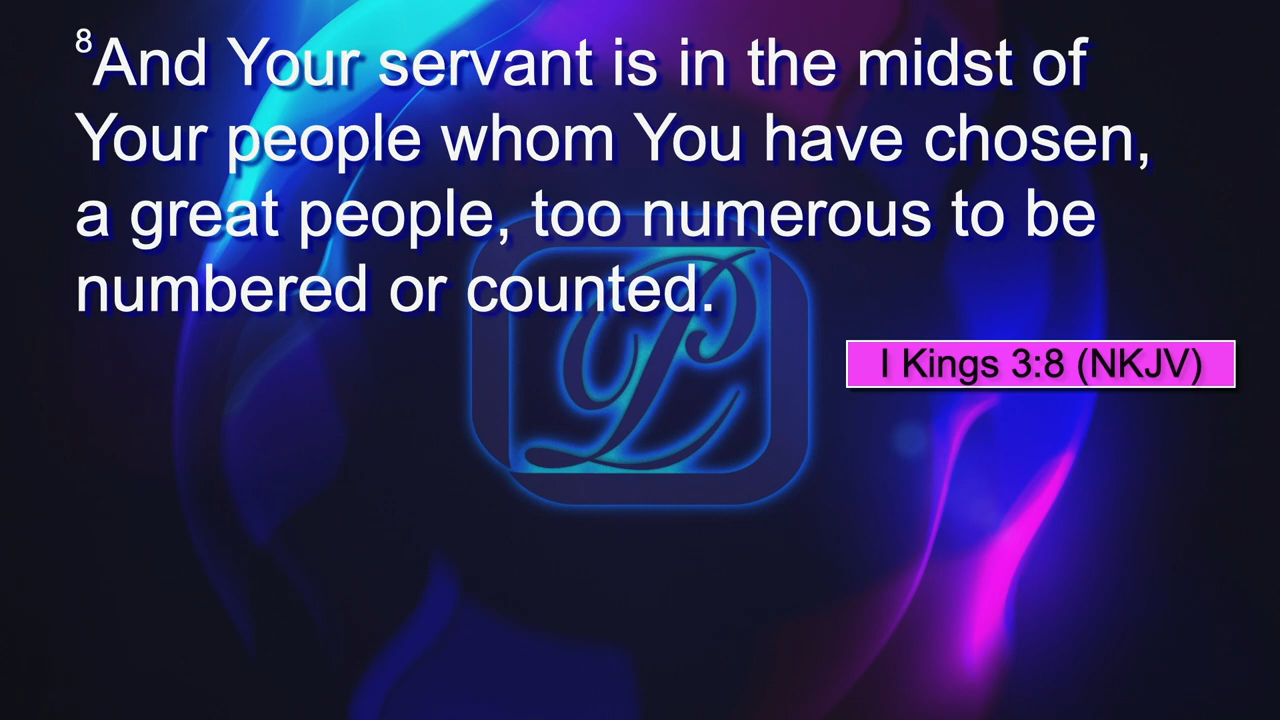 8And Your servant is in the midst of
Your people whom You have chosen,
a great people, too numerous to be
numbered or counted.
I Kings 3:8 (NKJV)